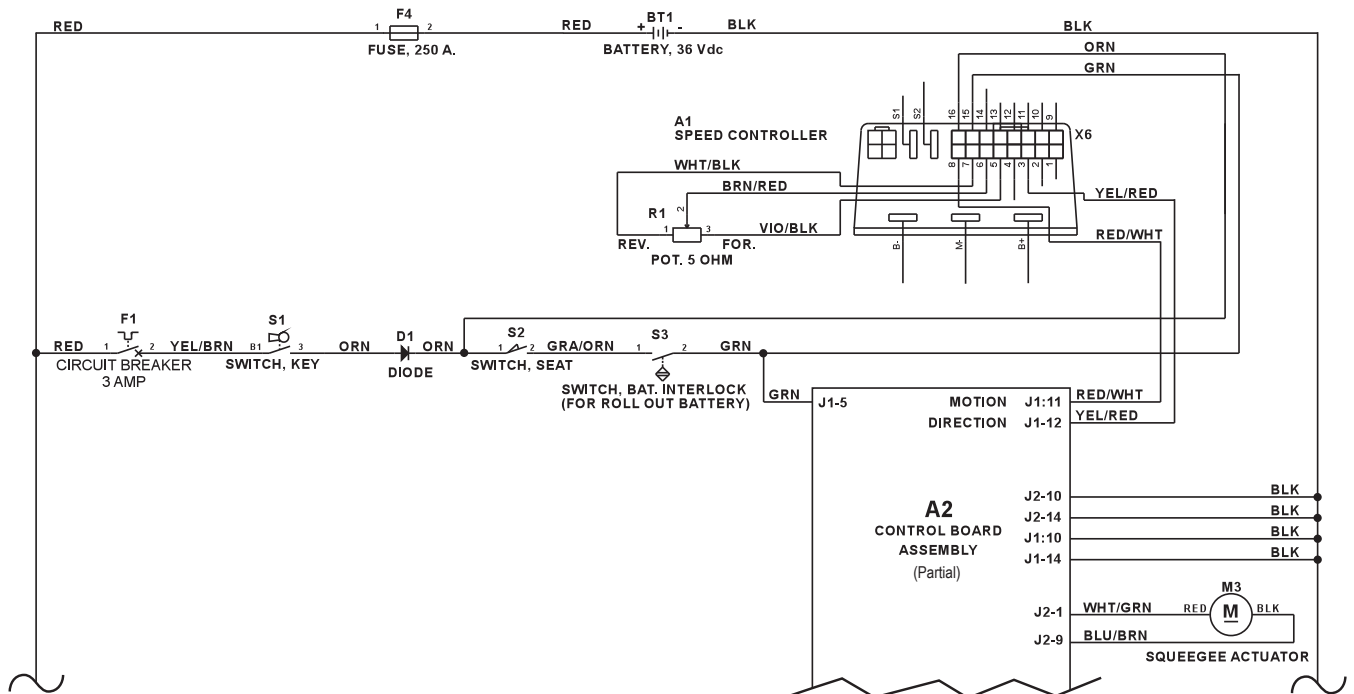 RED 1 F4 2 RED + BT1 - BLK BLK
FUSE, 250 A. BATTERY, 36 Vdc
ORN
GRN
A1
SPEED CONTROLLER
S1 S2 16 15 14 13 12 11 10 9
X6
8 7 6 5 4 3 2 1
WHT/BLK
BRN/RED
YEL/RED
R1 2
1 3 VIO/BLK
REV. FOR.
POT. 5 OHM
RED/WHT
B- M- B+
F1 S1 D1 S2 S3
RED 1 2 YEL/BRN B1 3 ORN ORN 1 2 GRA/ORN 1 2 GRN
CIRCUIT BREAKER
3 AMP
SWITCH, KEY
DIODE
SWITCH, SEAT
SWITCH, BAT. INTERLOCK
(FOR ROLL OUT BATTERY)
GRN J1-5 MOTION J1:11 RED/WHT
DIRECTION J1-12 YEL/RED
A2
CONTROL BOARD
ASSEMBLY
(Partial)
J2-10 BLK
J2-14 BLK
J1:10 BLK
J1-14 BLK
M3
J2-1 WHT/GRN RED M BLK
J2-9 BLU/BRN
SQUEEGEE ACTUATOR